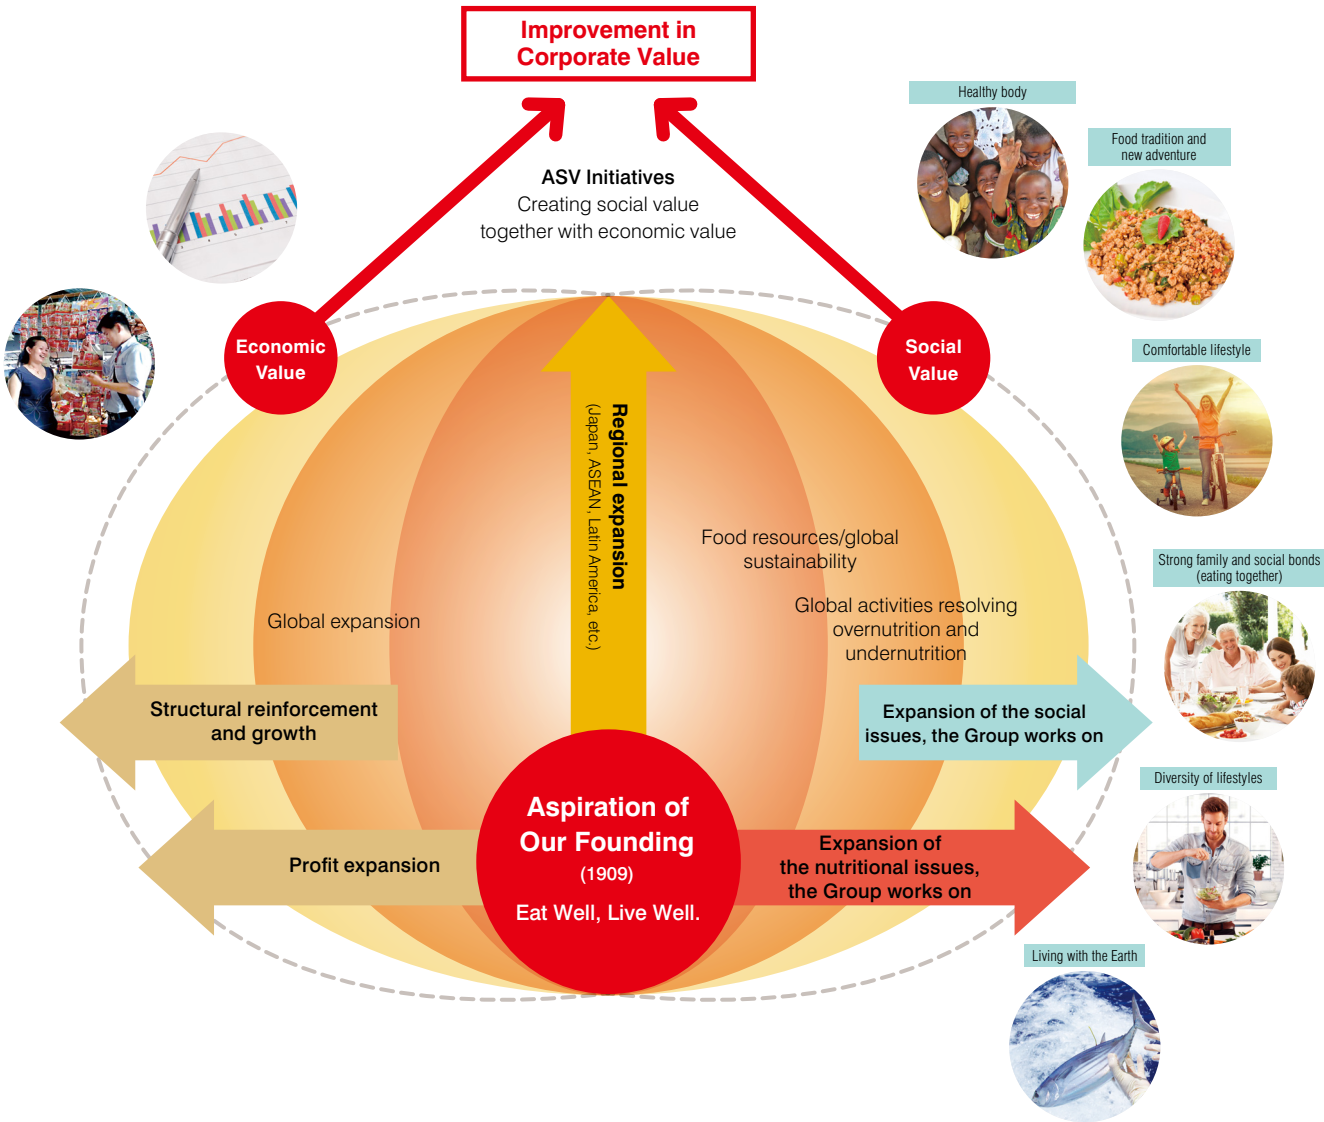 Improvement in
Corporate Value
Healthy body
Food tradition and
new adventure
ASV Initiatives
Creating social value
together with economic value
Economic
Value
Social
Value
Comfortable lifestyle
Regional expansion
(Japan, ASEAN, Latin America, etc.)
Food resources/global
sustainability
Strong family and social bonds
(eating together)
Global expansion
Global activities resolving
overnutrition and
undernutrition
Structural reinforcement
and growth
Expansion of the social
issues, the Group works on
Diversity of lifestyles
Aspiration of
Our Founding
(1909)
Eat Well, Live Well.
Profit expansion
Expansion of
the nutritional issues,
the Group works on
Living with the Earth